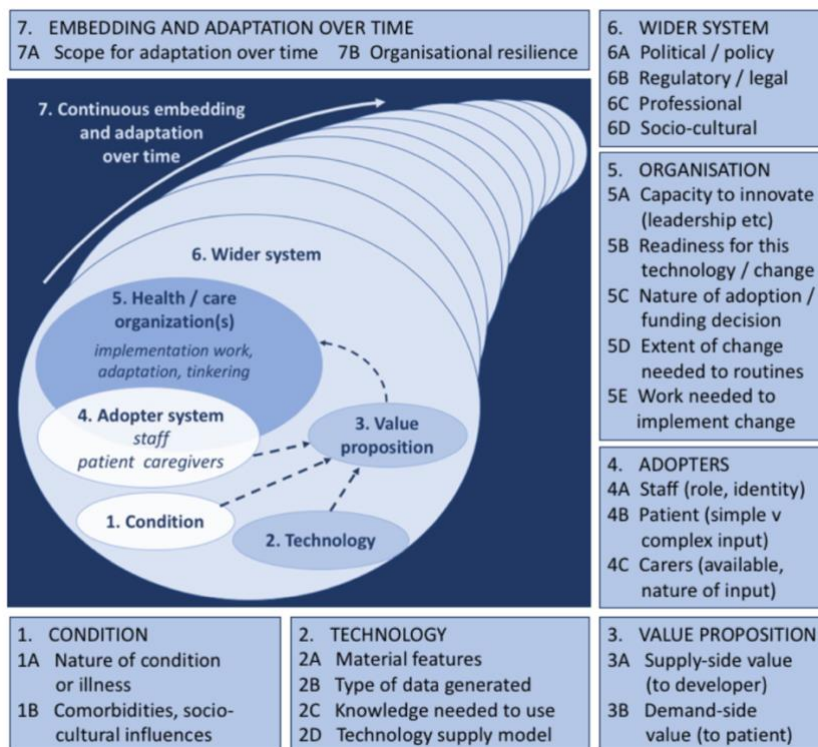 7. EMBEDDING AND ADAPTATION OVER TIME
7A Scope for adaptation over time 7B Organisational resilience
7. Continuous embedding
and adaptation
over time
6. Wider system
5. Health / care
organization(s)
implementation work,
adaptation, tinkering
4. Adopter system
staff
patient caregivers
3. Value
proposition
1. Condition
2. Technology
6. WIDER SYSTEM
6A Political / policy
6B Regulatory / legal
6C Professional
6D Socio-cultural
5. ORGANISATION
5A Capacity to innovate
(leadership etc)
5B Readiness for this
technology / change
5C Nature of adoption /
funding decision
5D Extent of change
needed to routines
5E Work needed to
implement change
4. ADOPTERS
4A Staff (role, identity)
4B Patient (simple v
complex input)
4C Carers (available,
nature of input)
1. CONDITION
1A Nature of condition
or illness
1B Comorbidities, socio-
cultural influences
2. TECHNOLOGY
2A Material features
2B Type of data generated
2C Knowledge needed to use
2D Technology supply model
3. VALUE PROPOSITION
3A Supply-side value
(to developer)
3B Demand-side
value (to patient)